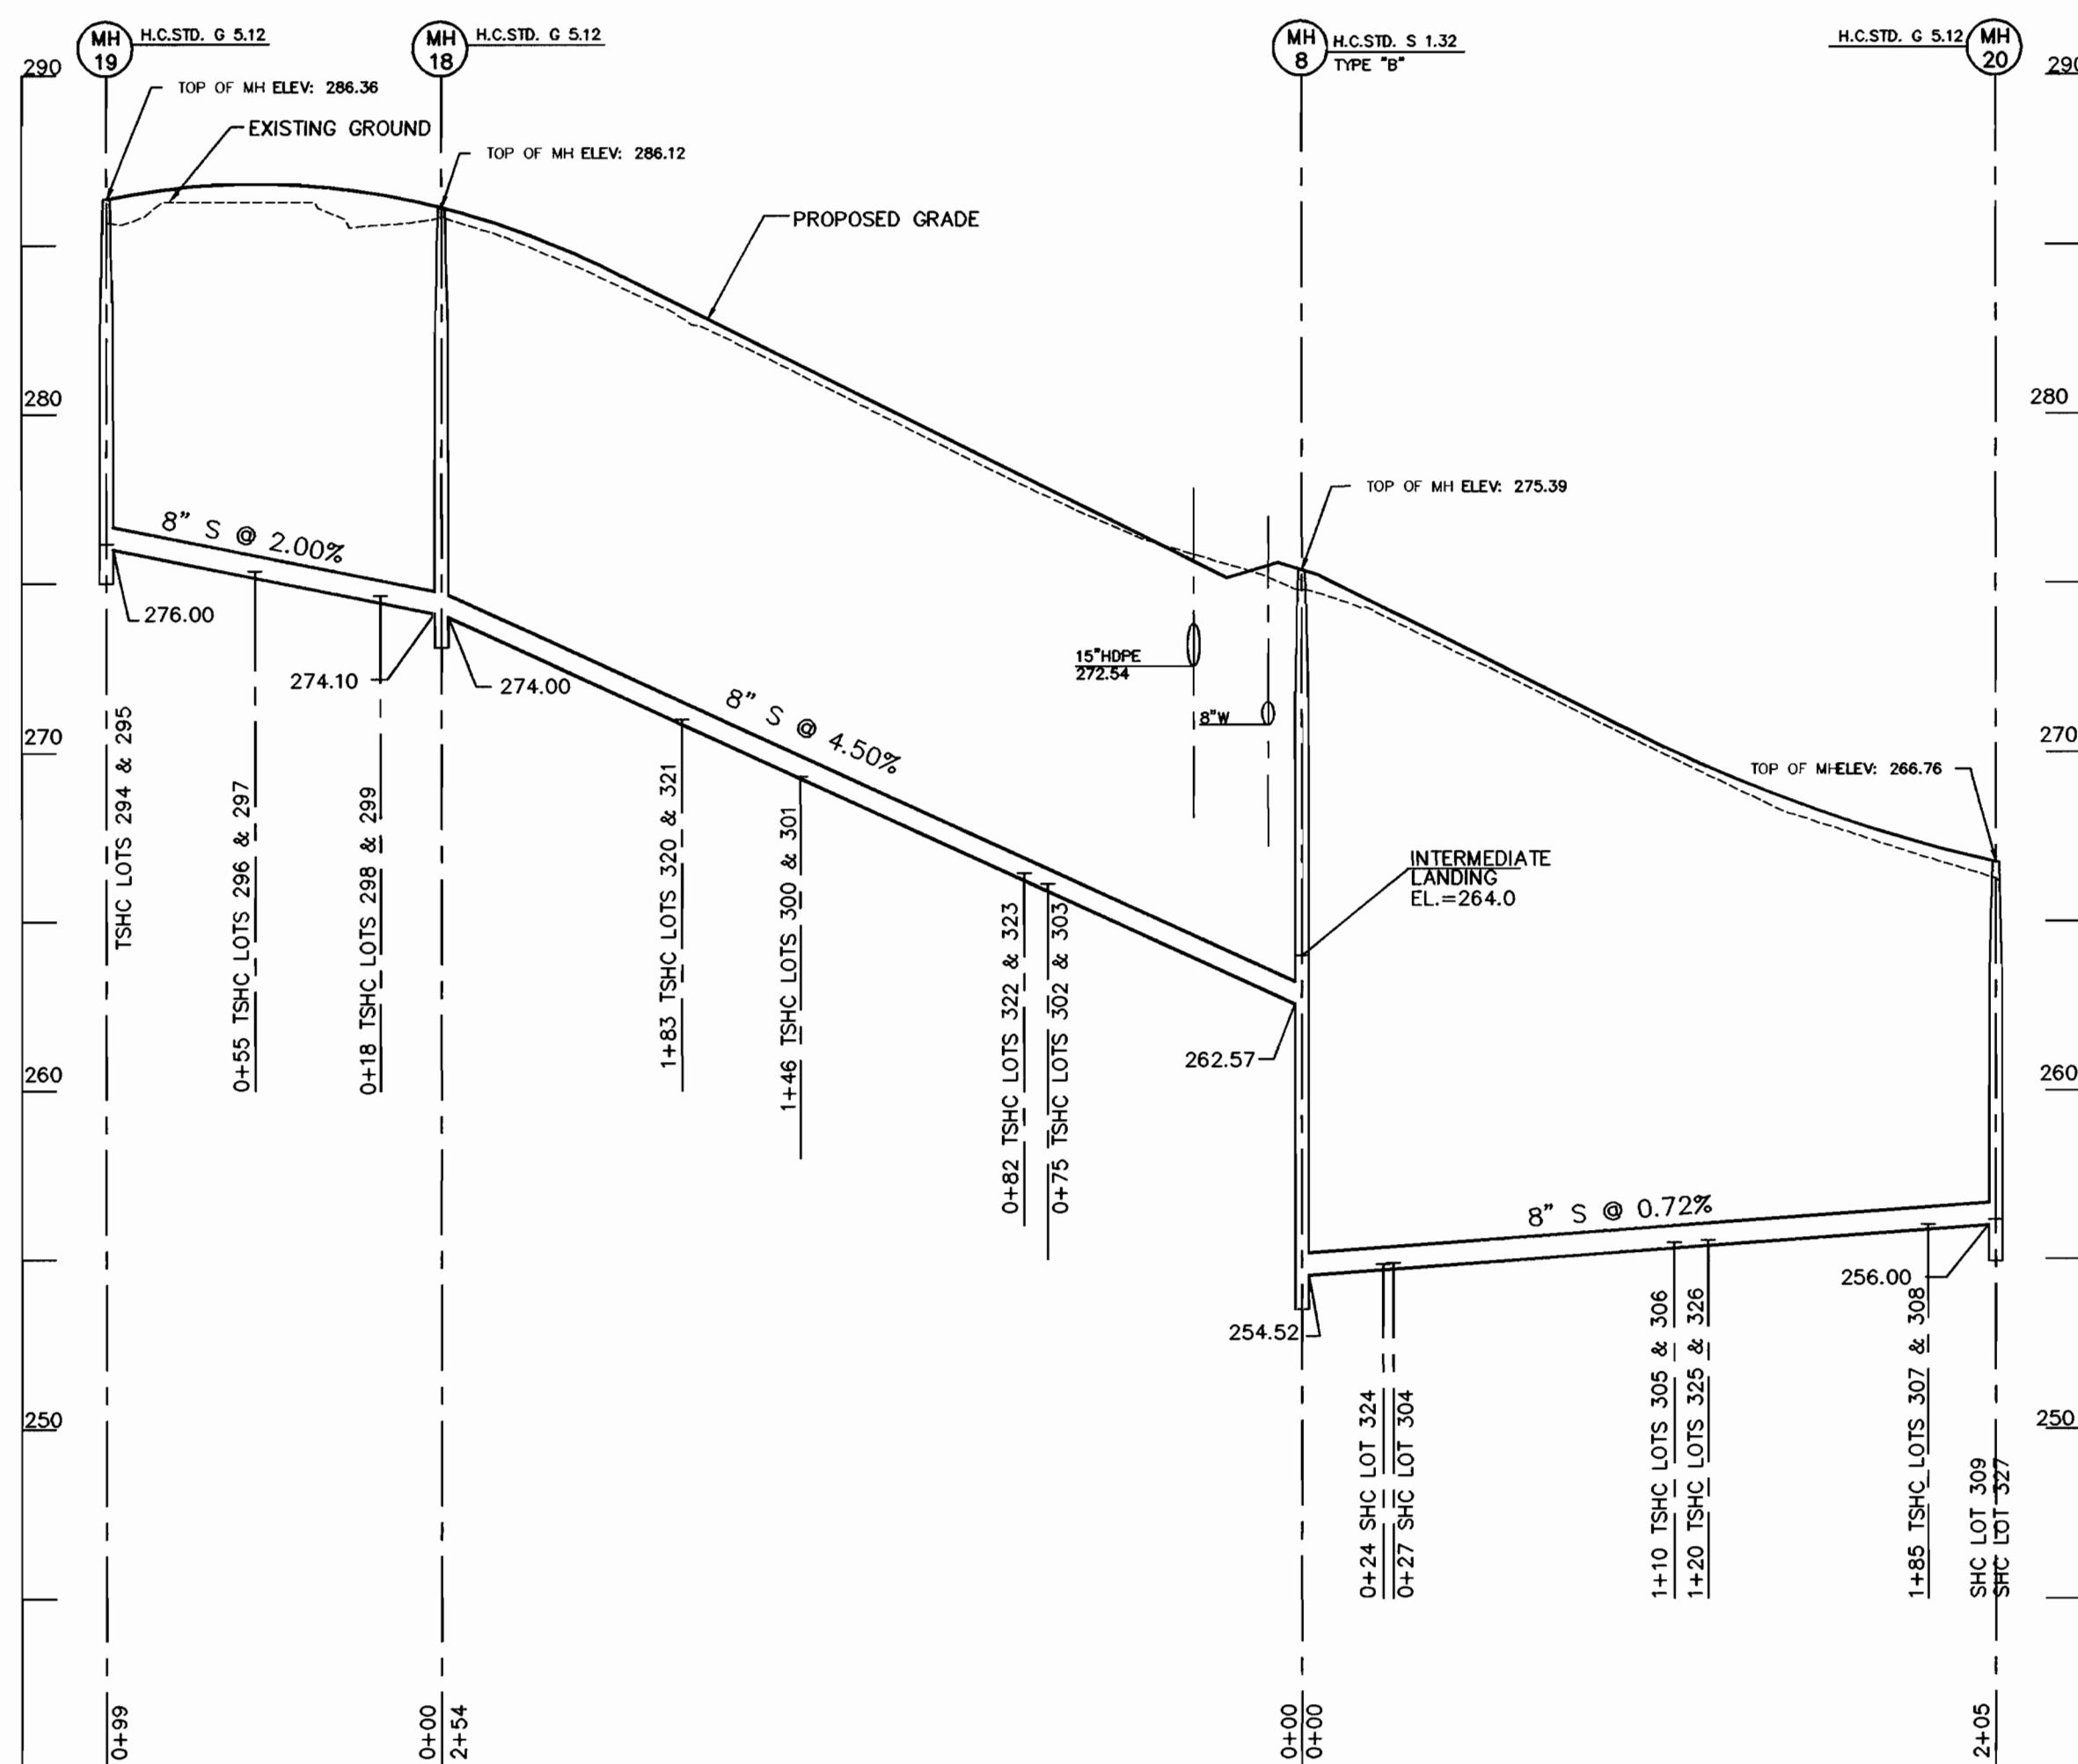 MH
19
H.C.STD. G 5.12
MH
18
H.C.STD. G 5.12
MH
8
H.C.STD. S 1.32
TYPE "B"
H.C.STD. G 5.12
MH
20
290
290
TOP OF MH ELEV: 286.36
EXISTING GROUND
TOP OF MH ELEV: 286.12
PROPOSED GRADE
280
280
TOP OF MH ELEV: 275.39
8" S @ 2.00%
276.00
274.10
274.00
15"HDPE
272.54
8"W
8" S @ 4.50%
270
270
TOP OF MH ELEV: 266.76
TSHC LOTS 294 & 295
0+55 TSHC LOTS 296 & 297
0+18 TSHC LOTS 298 & 299
1+83 TSHC LOTS 320 & 321
1+46 TSHC LOTS 300 & 301
0+82 TSHC LOTS 322 & 323
0+75 TSHC LOTS 302 & 303
INTERMEDIATE
LANDING
EL.=264.0
260
262.57
260
8" S @ 0.72%
256.00
254.52
250
250
0+24 SHC LOT 324
0+27 SHC LOT 304
1+10 TSHC LOTS 305 & 306
1+20 TSHC LOTS 325 & 326
1+85 TSHC LOTS 307 & 308
SHC LOT 309
SHC LOT 327
0+99
0+00
2+54
0+00
0+00
2+05